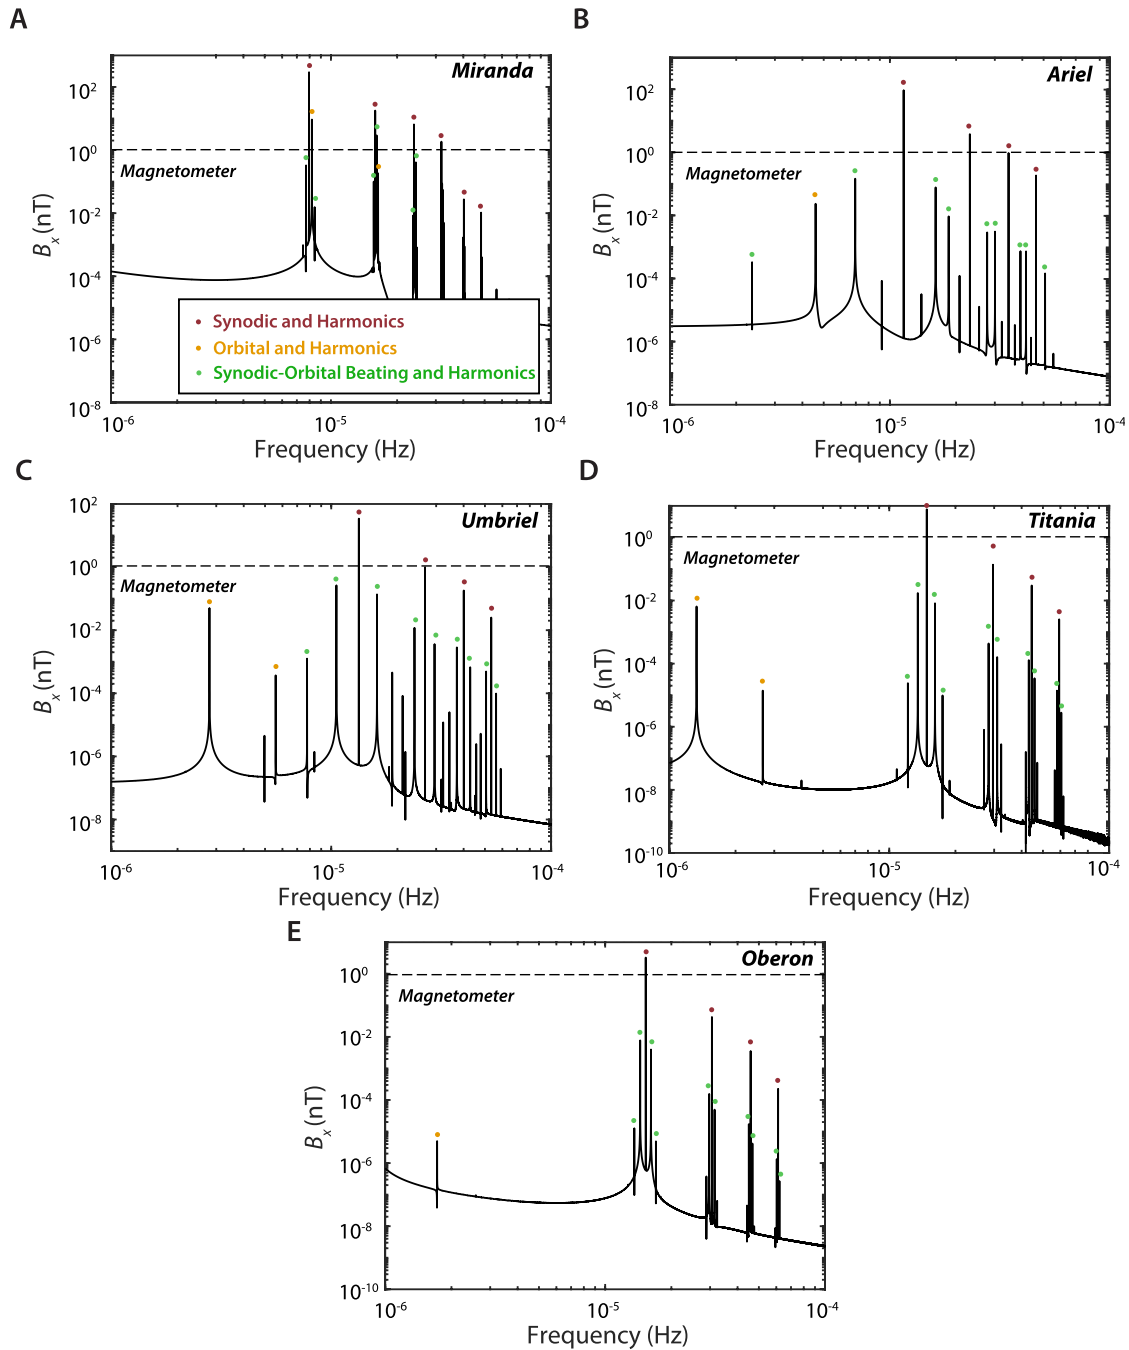 A
Miranda
10^2
10^0
10^-2
10^-4
10^-6
10^-8
B_x (nT)
Magnetometer
Synodic and Harmonics
Orbital and Harmonics
Synodic-Orbital Beating and Harmonics
10^-6
10^-5
10^-4
Frequency (Hz)
B
Ariel
10^2
10^0
10^-2
10^-4
10^-6
10^-8
B_x (nT)
Magnetometer
10^-6
10^-5
10^-4
Frequency (Hz)
C
Umbriel
10^2
10^0
10^-2
10^-4
10^-6
10^-8
B_x (nT)
Magnetometer
10^-6
10^-5
10^-4
Frequency (Hz)
D
Titania
10^0
10^-2
10^-4
10^-6
10^-8
10^-10
B_x (nT)
Magnetometer
10^-6
10^-5
10^-4
Frequency (Hz)
E
Oberon
10^0
10^-2
10^-4
10^-6
10^-8
10^-10
B_x (nT)
Magnetometer
10^-6
10^-5
10^-4
Frequency (Hz)